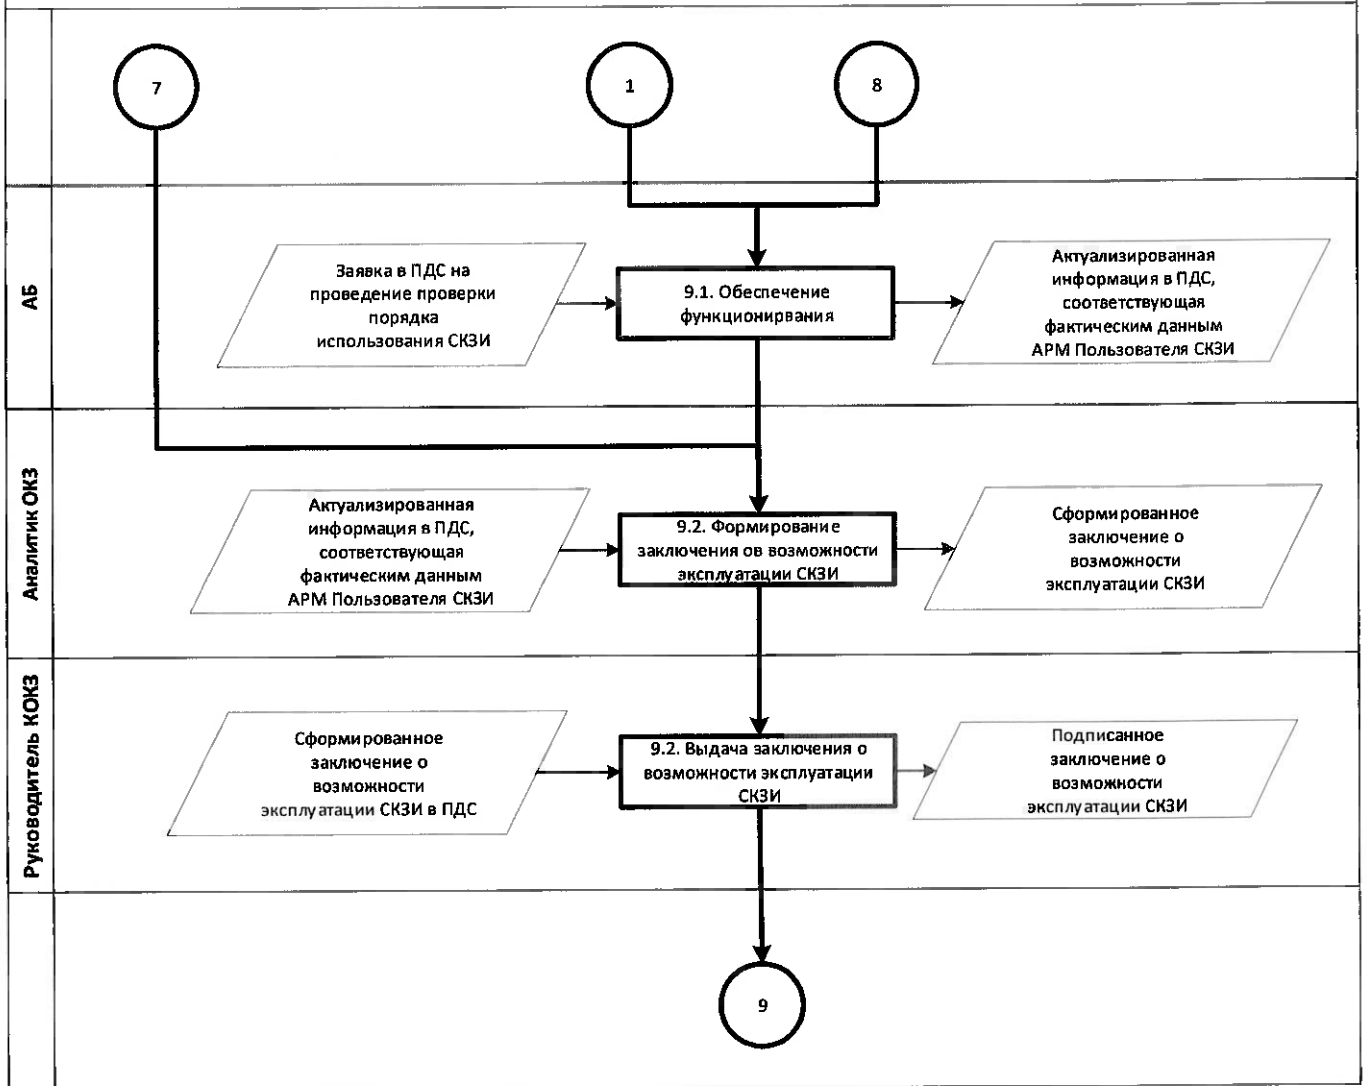 7
1
8
АБ
Заявка в ПДС на
проведение проверки
порядка
использования СКЗИ
9.1. Обеспечение
функционирвания
Актуализированная
информация в ПДС,
соответствующая
фактическим данным
АРМ Пользователя СКЗИ
Аналитик ОКЗ
Актуализированная
информация в ПДС,
соответствующая
фактическим данным
АРМ Пользователя СКЗИ
9.2. Формирование
заключения ов возможности
эксплуатации СКЗИ
Сформированное
заключение о
возможности
эксплуатации СКЗИ
Руководитель КОКЗ
Сформированное
заключение о
возможности
эксплуатации СКЗИ в ПДС
9.2. Выдача заключения о
возможности эксплуатации
СКЗИ
Подписанное
заключение о
возможности
эксплуатации СКЗИ
9